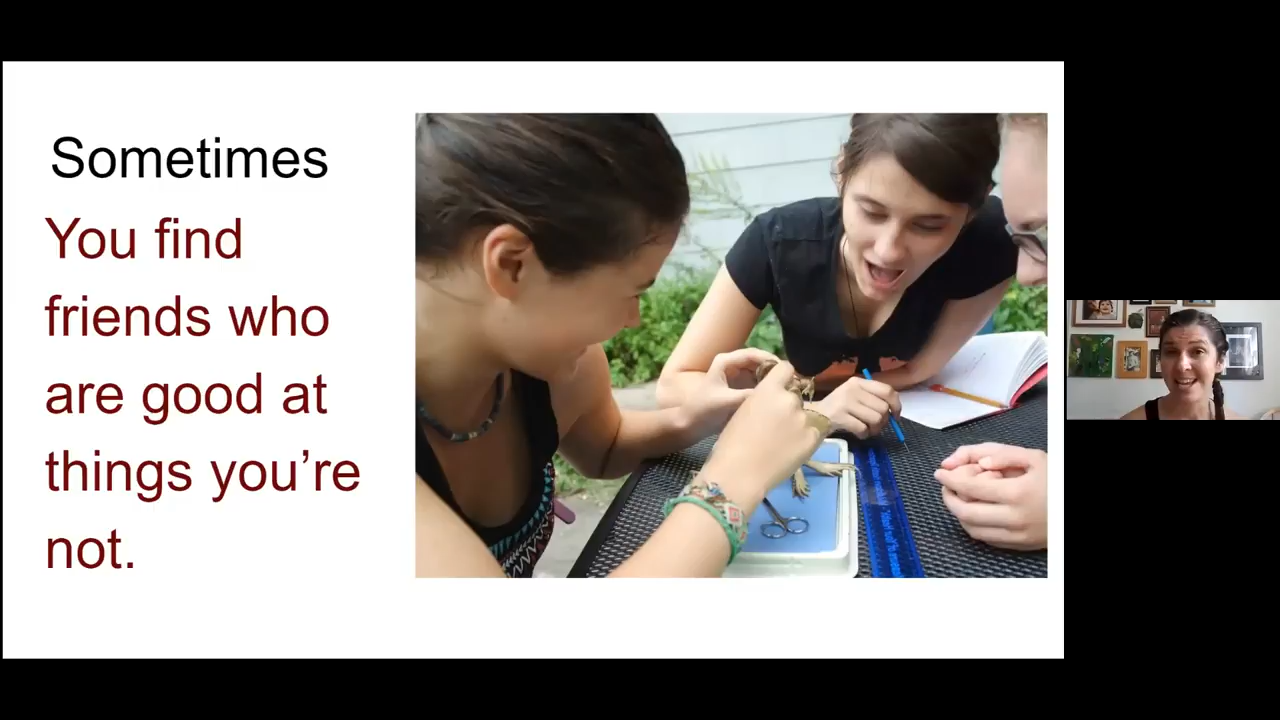 Sometimes
You find
friends who
are good at
things you’re
not.